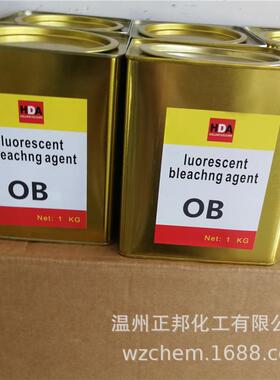 HDA
luorescent
bleachng agent
OB
Net: 1 KG
HDA
luorescent
bleachng agent
OB
Net: 1 KG
温州正邦化工有限公司
wzchem.1688.com